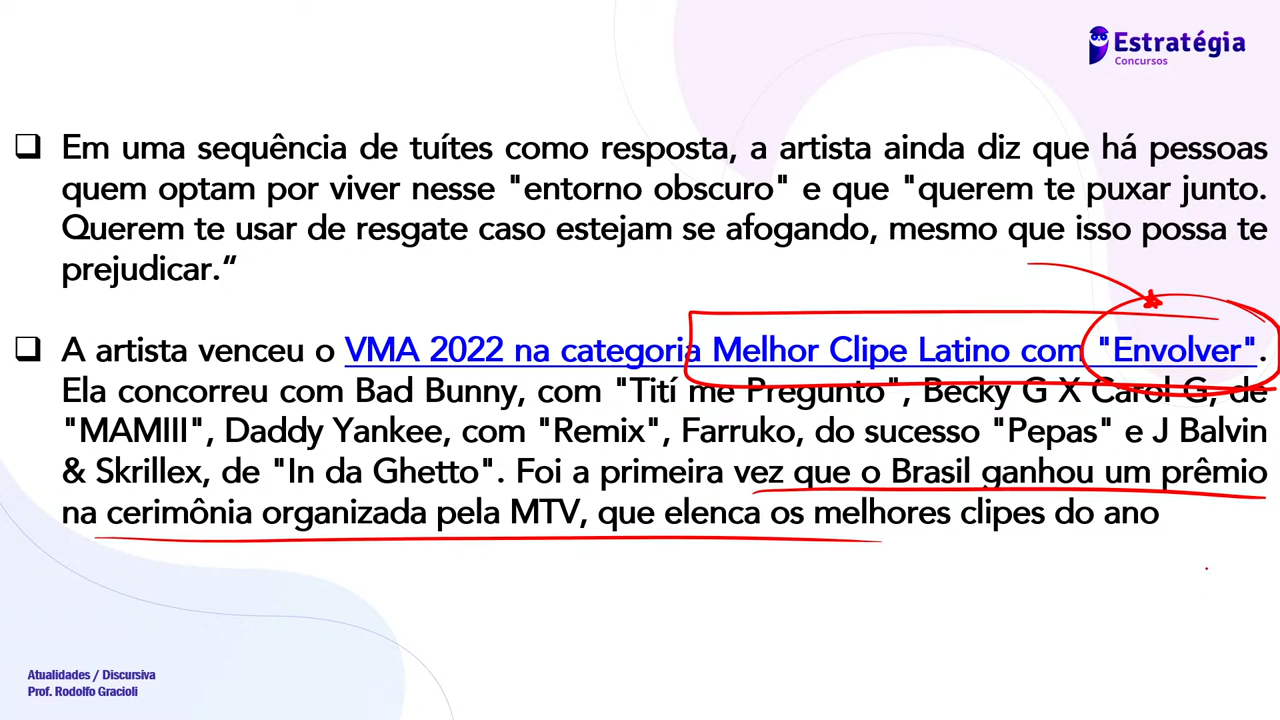 Estratégia
Concursos
❑ Em uma sequência de tuítes como resposta, a artista ainda diz que há pessoas
quem optam por viver nesse "entorno obscuro" e que "querem te puxar junto.
Querem te usar de resgate caso estejam se afogando, mesmo que isso possa te
prejudicar.“
❑ A artista venceu o VMA 2022 na categoria Melhor Clipe Latino com "Envolver".
Ela concorreu com Bad Bunny, com "Tití me Pregunto", Becky G X Carol G, de
"MAMIII", Daddy Yankee, com "Remix", Farruko, do sucesso "Pepas" e J Balvin
& Skrillex, de "In da Ghetto". Foi a primeira vez que o Brasil ganhou um prêmio
na cerimônia organizada pela MTV, que elenca os melhores clipes do ano
Atualidades / Discursiva
Prof. Rodolfo Gracioli